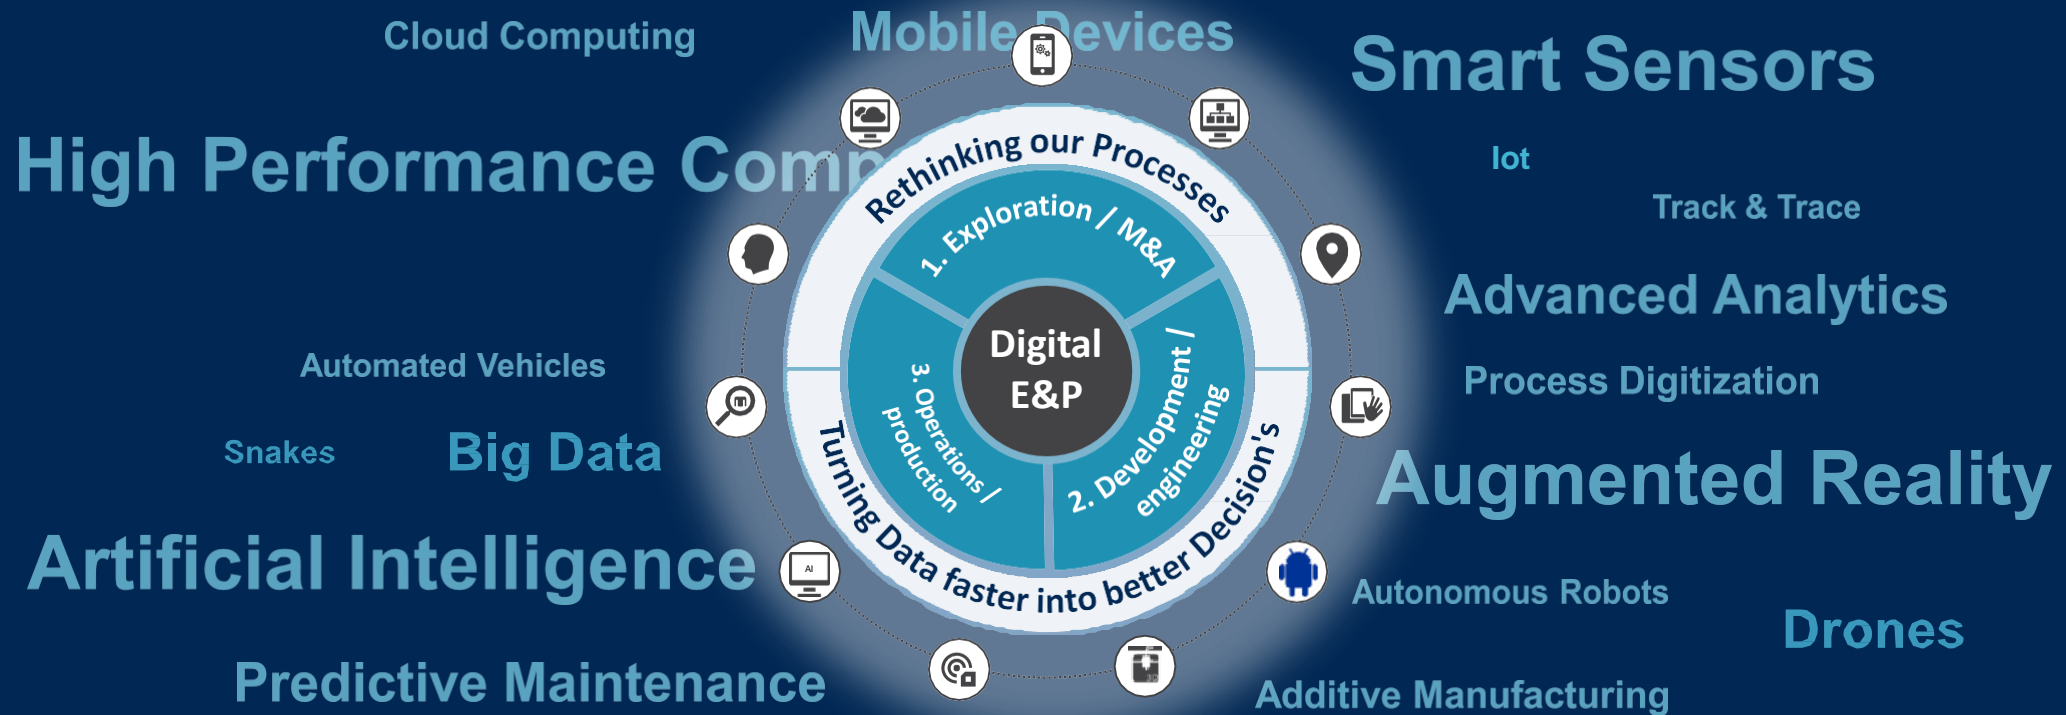 Cloud Computing
Mobile Devices
Smart Sensors
High Performance Comp
Iot
Track & Trace
Advanced Analytics
Automated Vehicles
Process Digitization
Snakes
Big Data
Augmented Reality
Artificial Intelligence
Autonomous Robots
Drones
Predictive Maintenance
Additive Manufacturing
Rethinking our Processes
1. Exploration / M&A
Digital
E&P
2. Development /
engineering
3. Operations /
production
Turning Data faster into better Decision's
AI